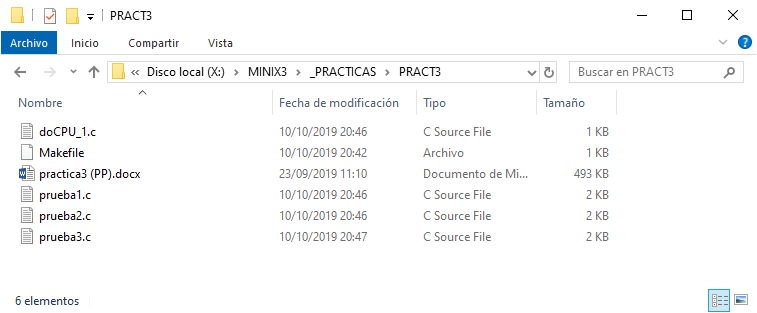 PRACT3
Archivo Inicio Compartir Vista
« Disco local (X:) > MINIX3 > _PRACTICAS > PRACT3 Buscar en PRACT3
Nombre Fecha de modificación Tipo Tamaño
doCPU_1.c 10/10/2019 20:46 C Source File 1 KB
Makefile 10/10/2019 20:42 Archivo 1 KB
practica3 (PP).docx 23/09/2019 11:10 Documento de Mi... 493 KB
prueba1.c 10/10/2019 20:46 C Source File 2 KB
prueba2.c 10/10/2019 20:46 C Source File 2 KB
prueba3.c 10/10/2019 20:47 C Source File 2 KB
6 elementos